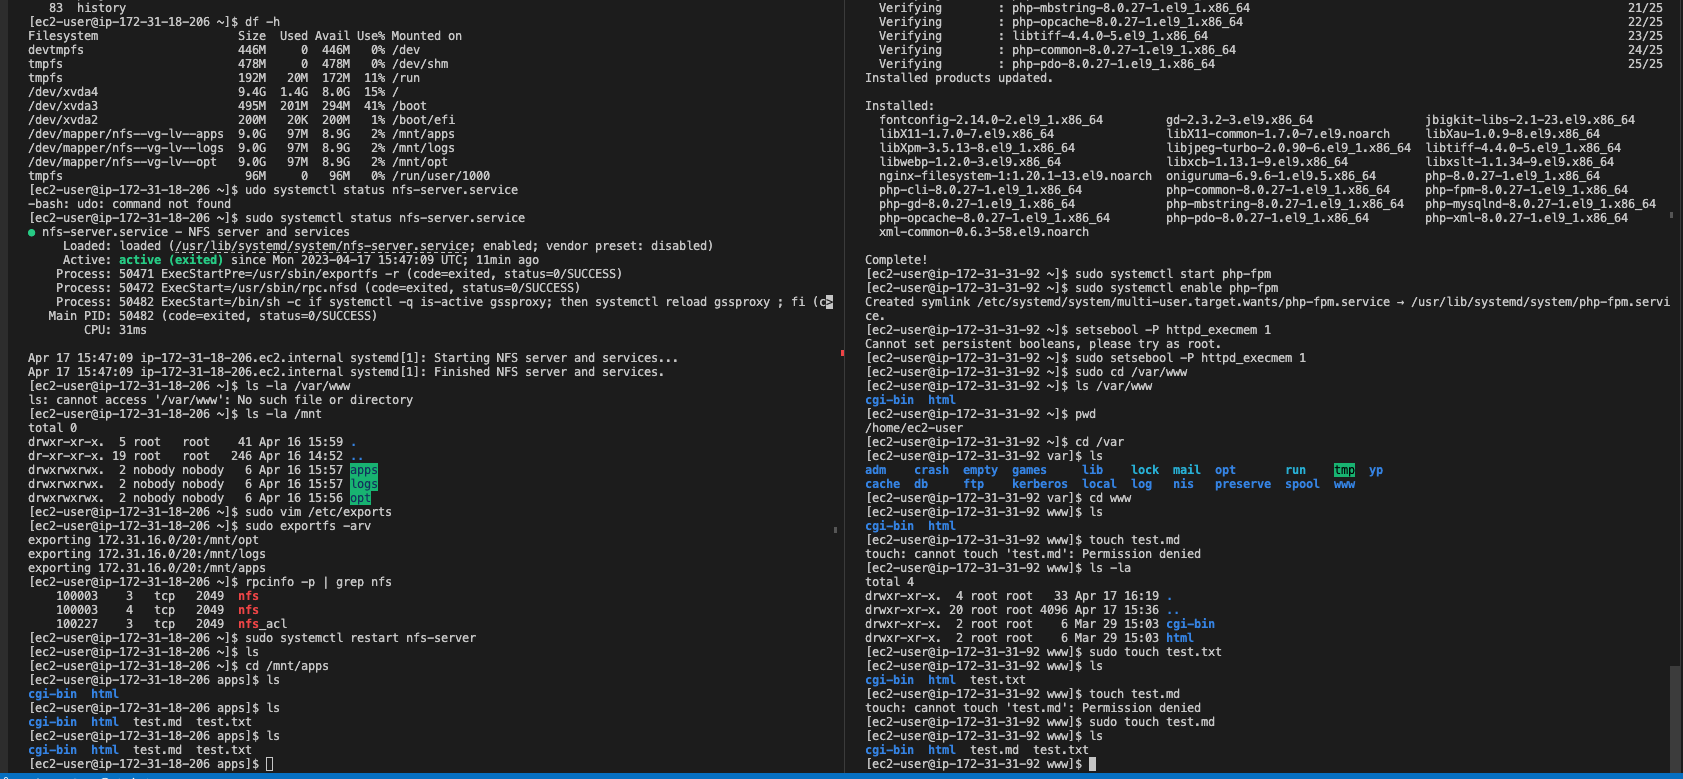 83  history
[ec2-user@ip-172-31-18-206 ~]$ df -h
Filesystem                    Size  Used Avail Use% Mounted on
devtmpfs                      446M     0  446M   0% /dev
tmpfs                         478M     0  478M   0% /dev/shm
tmpfs                         192M   20M  172M  11% /run
/dev/xvda4                    9.4G  1.4G  8.0G  15% /
/dev/xvda3                    495M  201M  294M  41% /boot
/dev/xvda2                    200M   20K  200M   1% /boot/efi
/dev/mapper/nfs--vg-lv--apps  9.0G   97M  8.9G   2% /mnt/apps
/dev/mapper/nfs--vg-lv--logs  9.0G   97M  8.9G   2% /mnt/logs
/dev/mapper/nfs--vg-lv--opt   9.0G   97M  8.9G   2% /mnt/opt
tmpfs                          96M     0   96M   0% /run/user/1000
[ec2-user@ip-172-31-18-206 ~]$ udo systemctl status nfs-server.service
-bash: udo: command not found
[ec2-user@ip-172-31-18-206 ~]$ sudo systemctl status nfs-server.service
● nfs-server.service - NFS server and services
Loaded: loaded (/usr/lib/systemd/system/nfs-server.service; enabled; vendor preset: disabled)
Active: active (exited) since Mon 2023-04-17 15:47:09 UTC; 11min ago
Process: 50471 ExecStartPre=/usr/sbin/exportfs -r (code=exited, status=0/SUCCESS)
Process: 50472 ExecStart=/usr/sbin/rpc.nfsd (code=exited, status=0/SUCCESS)
Process: 50482 ExecStart=/bin/sh -c if systemctl -q is-active gssproxy; then systemctl reload gssproxy ; fi (c>
Main PID: 50482 (code=exited, status=0/SUCCESS)
CPU: 31ms
Apr 17 15:47:09 ip-172-31-18-206.ec2.internal systemd[1]: Starting NFS server and services...
Apr 17 15:47:09 ip-172-31-18-206.ec2.internal systemd[1]: Finished NFS server and services.
[ec2-user@ip-172-31-18-206 ~]$ ls -la /var/www
ls: cannot access '/var/www': No such file or directory
[ec2-user@ip-172-31-18-206 ~]$ ls -la /mnt
total 0
drwxr-xr-x.  5 root   root    41 Apr 16 15:59 .
dr-xr-xr-x. 19 root   root   246 Apr 16 14:52 ..
drwxrwxrwx.  2 nobody nobody   6 Apr 16 15:57 apps
drwxrwxrwx.  2 nobody nobody   6 Apr 16 15:57 logs
drwxrwxrwx.  2 nobody nobody   6 Apr 16 15:56 opt
[ec2-user@ip-172-31-18-206 ~]$ sudo vim /etc/exports
[ec2-user@ip-172-31-18-206 ~]$ sudo exportfs -arv
exporting 172.31.16.0/20:/mnt/opt
exporting 172.31.16.0/20:/mnt/logs
exporting 172.31.16.0/20:/mnt/apps
[ec2-user@ip-172-31-18-206 ~]$ rpcinfo -p | grep nfs
100003    3   tcp   2049  nfs
100003    4   tcp   2049  nfs
100227    3   tcp   2049  nfs_acl
[ec2-user@ip-172-31-18-206 ~]$ sudo systemctl restart nfs-server
[ec2-user@ip-172-31-18-206 ~]$ ls
[ec2-user@ip-172-31-18-206 ~]$ cd /mnt/apps
[ec2-user@ip-172-31-18-206 apps]$ ls
cgi-bin  html
[ec2-user@ip-172-31-18-206 apps]$ ls
cgi-bin  html  test.md  test.txt
[ec2-user@ip-172-31-18-206 apps]$ ls
cgi-bin  html  test.md  test.txt
[ec2-user@ip-172-31-18-206 apps]$
Verifying        : php-mbstring-8.0.27-1.el9_1.x86_64    21/25
Verifying        : php-opcache-8.0.27-1.el9_1.x86_64    22/25
Verifying        : libtiff-4.4.0-5.el9_1.x86_64    23/25
Verifying        : php-common-8.0.27-1.el9_1.x86_64    24/25
Verifying        : php-pdo-8.0.27-1.el9_1.x86_64    25/25
Installed products updated.
Installed:
fontconfig-2.14.0-2.el9_1.x86_64         gd-2.3.2-3.el9.x86_64                jbigkit-libs-2.1-23.el9.x86_64
libX11-1.7.0-7.el9.x86_64                libX11-common-1.7.0-7.el9.noarch     libXau-1.0.9-8.el9.x86_64
libXpm-3.5.13-8.el9_1.x86_64             libjpeg-turbo-2.0.90-6.el9_1.x86_64  libtiff-4.4.0-5.el9_1.x86_64
libwebp-1.2.0-3.el9.x86_64               libxcb-1.13.1-9.el9.x86_64           libxslt-1.1.34-9.el9.x86_64
nginx-filesystem-1:1.20.1-13.el9.noarch  oniguruma-6.9.6-1.el9.5.x86_64       php-8.0.27-1.el9_1.x86_64
php-cli-8.0.27-1.el9_1.x86_64            php-common-8.0.27-1.el9_1.x86_64     php-fpm-8.0.27-1.el9_1.x86_64
php-gd-8.0.27-1.el9_1.x86_64             php-mbstring-8.0.27-1.el9_1.x86_64   php-mysqlnd-8.0.27-1.el9_1.x86_64
php-opcache-8.0.27-1.el9_1.x86_64        php-pdo-8.0.27-1.el9_1.x86_64        php-xml-8.0.27-1.el9_1.x86_64
xml-common-0.6.3-58.el9.noarch
Complete!
[ec2-user@ip-172-31-31-92 ~]$ sudo systemctl start php-fpm
[ec2-user@ip-172-31-31-92 ~]$ sudo systemctl enable php-fpm
Created symlink /etc/systemd/system/multi-user.target.wants/php-fpm.service → /usr/lib/systemd/system/php-fpm.servi
ce.
[ec2-user@ip-172-31-31-92 ~]$ setsebool -P httpd_execmem 1
Cannot set persistent booleans, please try as root.
[ec2-user@ip-172-31-31-92 ~]$ sudo setsebool -P httpd_execmem 1
[ec2-user@ip-172-31-31-92 ~]$ sudo cd /var/www
[ec2-user@ip-172-31-31-92 ~]$ ls /var/www
cgi-bin  html
[ec2-user@ip-172-31-31-92 ~]$ pwd
/home/ec2-user
[ec2-user@ip-172-31-31-92 ~]$ cd /var
[ec2-user@ip-172-31-31-92 var]$ ls
adm    crash  empty  games     lib    lock  mail  opt       run    tmp  yp
cache  db     ftp    kerberos  local  log   nis   preserve  spool  www
[ec2-user@ip-172-31-31-92 var]$ cd www
[ec2-user@ip-172-31-31-92 www]$ ls
cgi-bin  html
[ec2-user@ip-172-31-31-92 www]$ touch test.md
touch: cannot touch 'test.md': Permission denied
[ec2-user@ip-172-31-31-92 www]$ ls -la
total 4
drwxr-xr-x.  4 root root   33 Apr 17 16:19 .
drwxr-xr-x. 20 root root 4096 Apr 17 15:36 ..
drwxr-xr-x.  2 root root    6 Mar 29 15:03 cgi-bin
drwxr-xr-x.  2 root root    6 Mar 29 15:03 html
[ec2-user@ip-172-31-31-92 www]$ sudo touch test.txt
[ec2-user@ip-172-31-31-92 www]$ ls
cgi-bin  html  test.txt
[ec2-user@ip-172-31-31-92 www]$ touch test.md
touch: cannot touch 'test.md': Permission denied
[ec2-user@ip-172-31-31-92 www]$ sudo touch test.md
[ec2-user@ip-172-31-31-92 www]$ ls
cgi-bin  html  test.md  test.txt
[ec2-user@ip-172-31-31-92 www]$